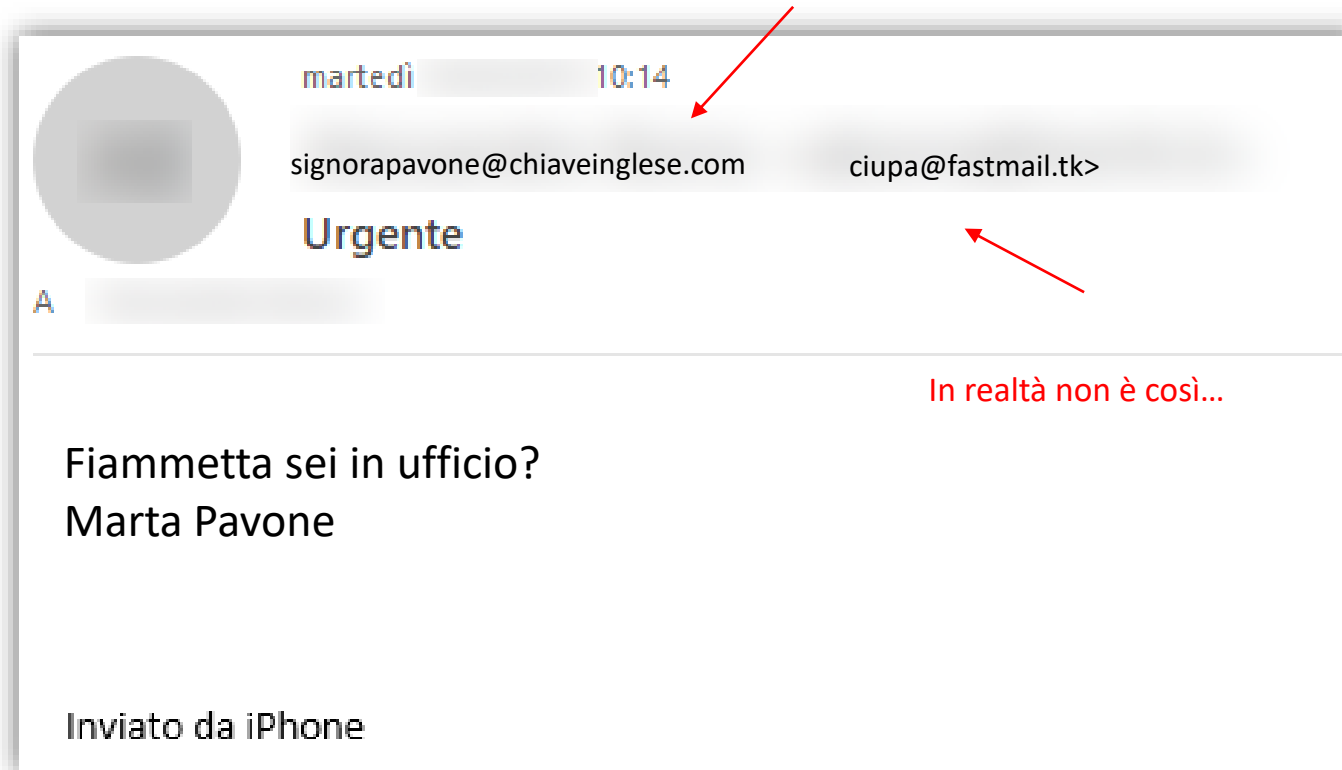 martedì 10:14
signorapavone@chiaveinglese.com ciupa@fastmail.tk>
Urgente
A
In realtà non è così…
Fiammetta sei in ufficio?
Marta Pavone
Inviato da iPhone